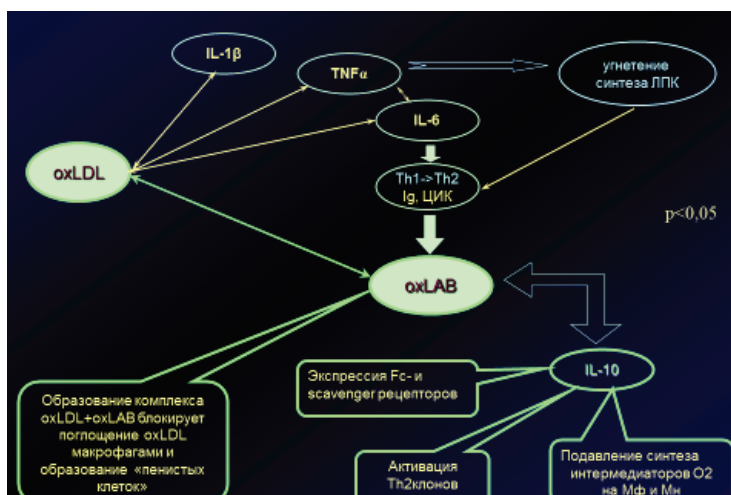 IL-1β
TNFα
угнетение
синтеза ЛПК
IL-6
oxLDL
Th1->Th2
Ig, ЦИК
p<0,05
oxLAB
IL-10
Экспрессия Fc- и
scavenger рецепторов
Образование комплекса
oxLDL+oxLAB блокирует
поглощение oxLDL
макрофагами и
образование «пенистых
клеток»
Активация
Th2клонов
Подавление синтеза
интермедиаторов О2
на Мф и Мн